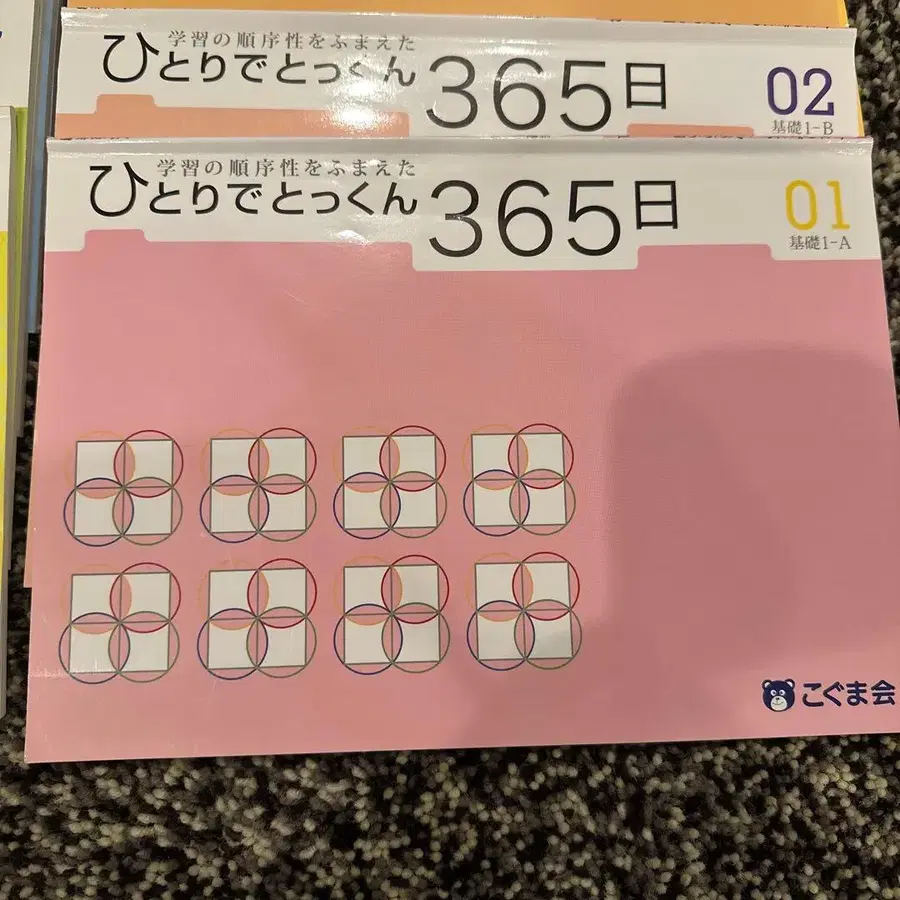 学習の順序性をふまえた
ひとりでとっくん365日
02
基礎1-B
学習の順序性をふまえた
ひとりでとっくん365日
01
基礎1-A
こぐま会